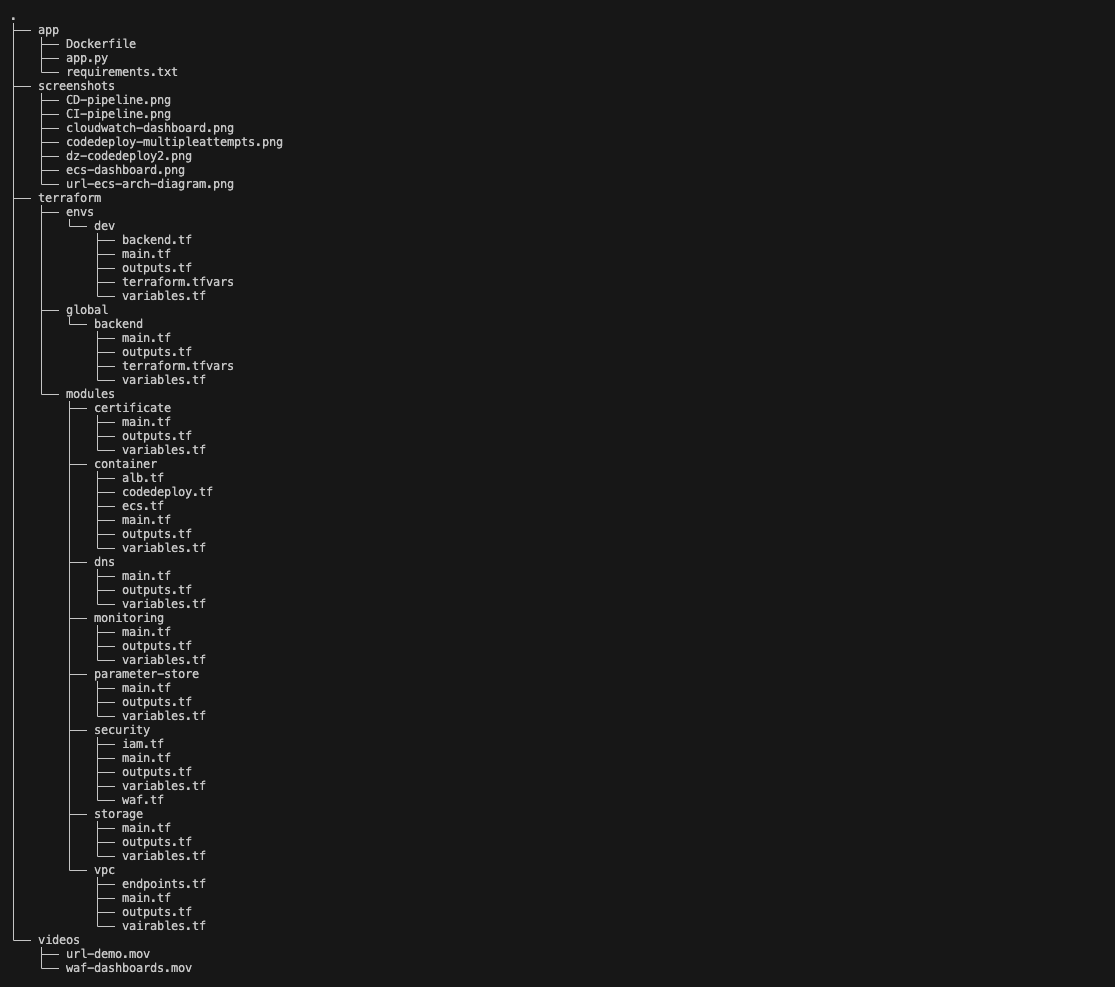 .
├── app
│   ├── Dockerfile
│   ├── app.py
│   └── requirements.txt
├── screenshots
│   ├── CD-pipeline.png
│   ├── CI-pipeline.png
│   ├── cloudwatch-dashboard.png
│   ├── codedeploy-multipleattempts.png
│   ├── dz-codedeploy2.png
│   ├── ecs-dashboard.png
│   └── url-ecs-arch-diagram.png
├── terraform
│   ├── envs
│   │   └── dev
│   │       ├── backend.tf
│   │       ├── main.tf
│   │       ├── outputs.tf
│   │       ├── terraform.tfvars
│   │       └── variables.tf
│   ├── global
│   │   └── backend
│   │       ├── main.tf
│   │       ├── outputs.tf
│   │       ├── terraform.tfvars
│   │       └── variables.tf
│   └── modules
│       ├── certificate
│       │   ├── main.tf
│       │   ├── outputs.tf
│       │   └── variables.tf
│       ├── container
│       │   ├── alb.tf
│       │   ├── codedeploy.tf
│       │   ├── ecs.tf
│       │   ├── main.tf
│       │   ├── outputs.tf
│       │   └── variables.tf
│       ├── dns
│       │   ├── main.tf
│       │   ├── outputs.tf
│       │   └── variables.tf
│       ├── monitoring
│       │   ├── main.tf
│       │   ├── outputs.tf
│       │   └── variables.tf
│       ├── parameter-store
│       │   ├── main.tf
│       │   ├── outputs.tf
│       │   └── variables.tf
│       ├── security
│       │   ├── iam.tf
│       │   ├── main.tf
│       │   ├── outputs.tf
│       │   ├── variables.tf
│       │   └── waf.tf
│       ├── storage
│       │   ├── main.tf
│       │   ├── outputs.tf
│       │   └── variables.tf
│       └── vpc
│           ├── endpoints.tf
│           ├── main.tf
│           ├── outputs.tf
│           └── vairables.tf
└── videos
    ├── url-demo.mov
    └── waf-dashboards.mov